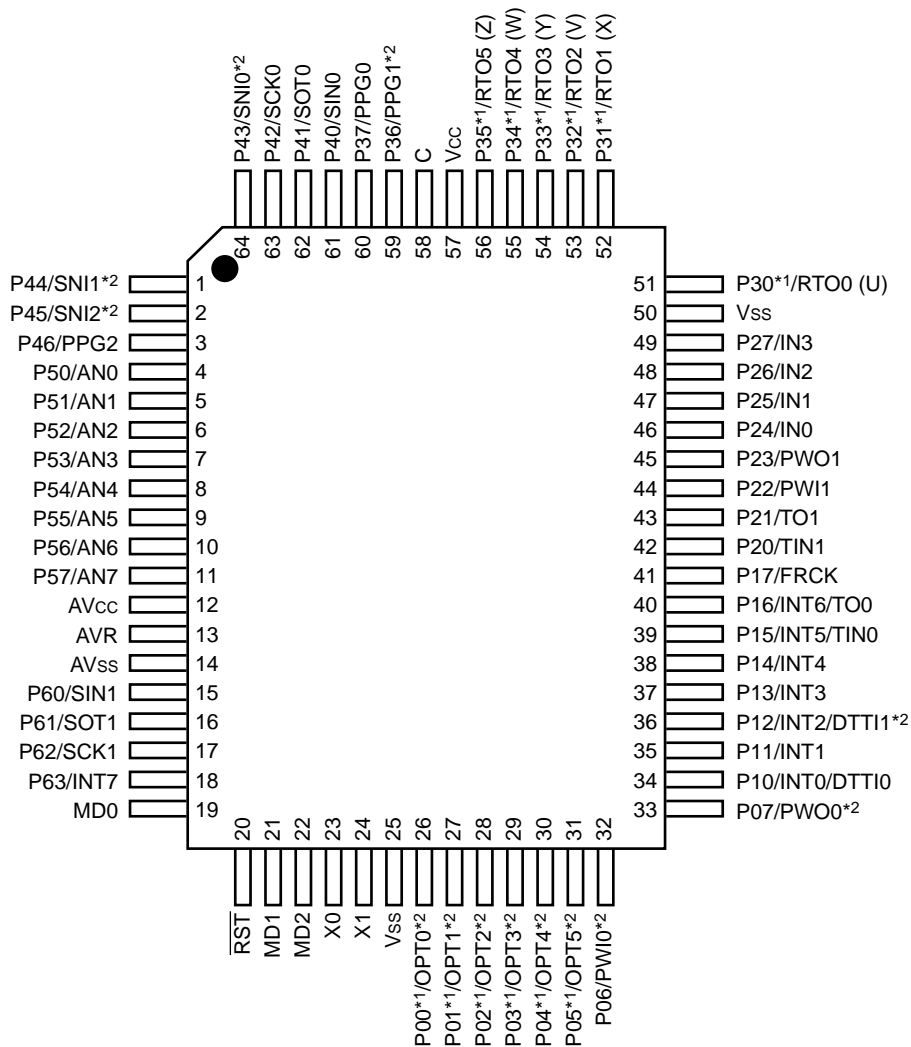 P43/SNI0*2
P42/SCK0
P41/SOT0
P40/SIN0
P37/PPG0
P36/PPG1*2
C
Vcc
P35*1/RTO5 (Z)
P34*1/RTO4 (W)
P33*1/RTO3 (Y)
P32*1/RTO2 (V)
P31*1/RTO1 (X)
64
63
62
61
60
59
58
57
56
55
54
53
52
P44/SNI1*2 1
P45/SNI2*2 2
P46/PPG2 3
P50/AN0 4
P51/AN1 5
P52/AN2 6
P53/AN3 7
P54/AN4 8
P55/AN5 9
P56/AN6 10
P57/AN7 11
AVcc 12
AVR 13
AVss 14
P60/SIN1 15
P61/SOT1 16
P62/SCK1 17
P63/INT7 18
MD0 19
51 P30*1/RTO0 (U)
50 Vss
49 P27/IN3
48 P26/IN2
47 P25/IN1
46 P24/IN0
45 P23/PWO1
44 P22/PWI1
43 P21/TO1
42 P20/TIN1
41 P17/FRCK
40 P16/INT6/TO0
39 P15/INT5/TIN0
38 P14/INT4
37 P13/INT3
36 P12/INT2/DTTI1*2
35 P11/INT1
34 P10/INT0/DTTI0
33 P07/PWO0*2
20
21
22
23
24
25
26
27
28
29
30
31
32
RST
MD1
MD2
X0
X1
Vss
P00*1/OPT0*2
P01*1/OPT1*2
P02*1/OPT2*2
P03*1/OPT3*2
P04*1/OPT4*2
P05*1/OPT5*2
P06/PWI0*2